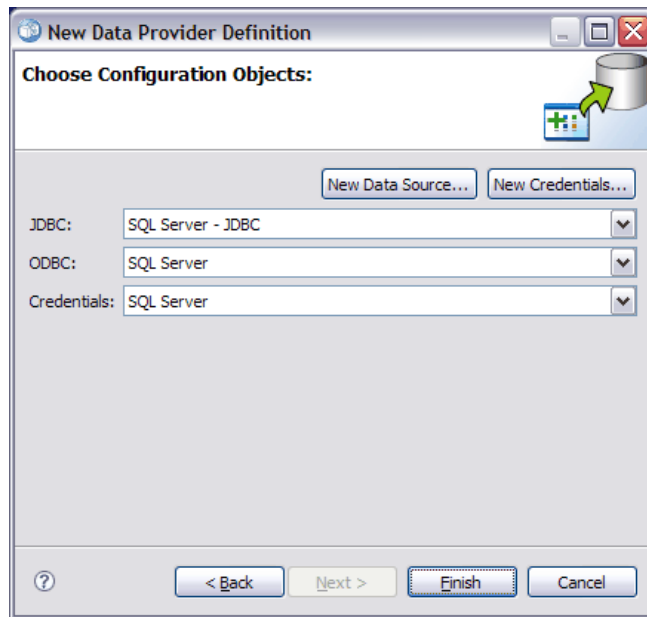 New Data Provider Definition
Choose Configuration Objects:
New Data Source... New Credentials...
JDBC: SQL Server - JDBC
ODBC: SQL Server
Credentials: SQL Server
? < Back Next > Finish Cancel